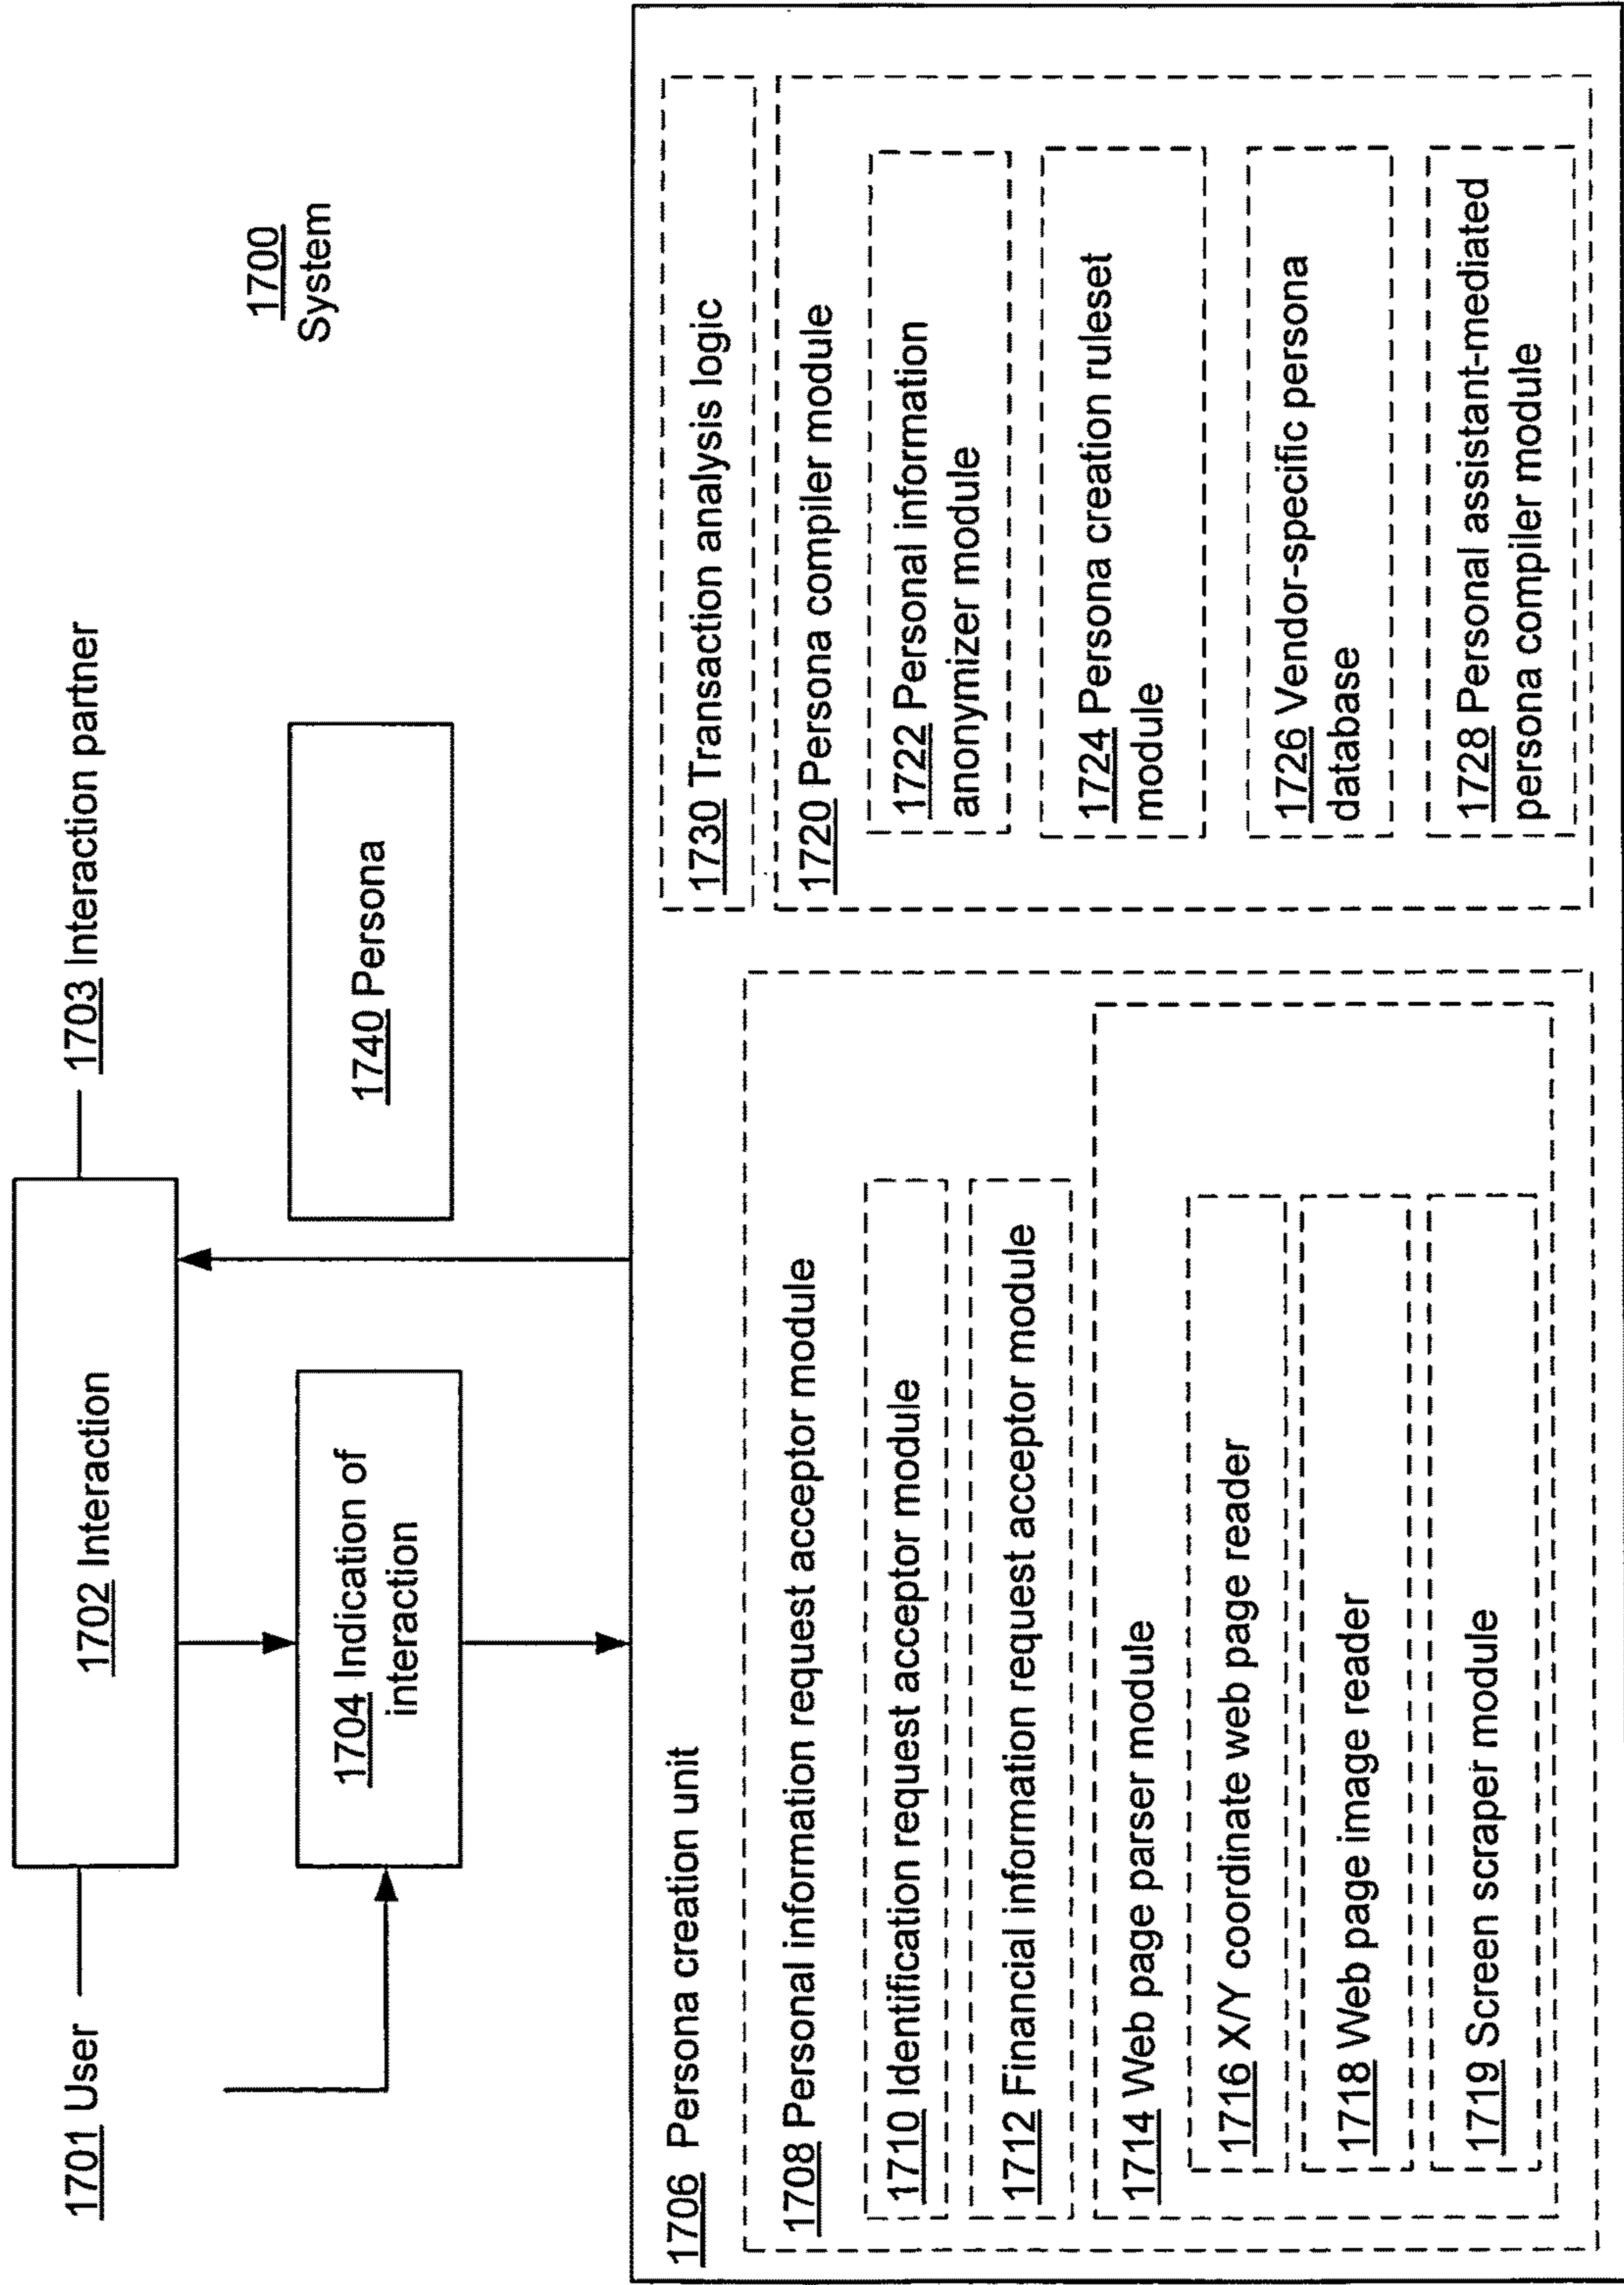 1700
System
1701 User
1702 Interaction
1703 Interaction partner
1704 Indication of
interaction
1740 Persona
1706 Persona creation unit
1708 Personal information request acceptor module
1710 Identification request acceptor module
1712 Financial information request acceptor module
1714 Web page parser module
1716 X/Y coordinate web page reader
1718 Web page image reader
1719 Screen scraper module
1730 Transaction analysis logic
1720 Persona compiler module
1722 Personal information
anonymizer module
1724 Persona creation ruleset
module
1726 Vendor-specific persona
database
1728 Personal assistant-mediated
persona compiler module